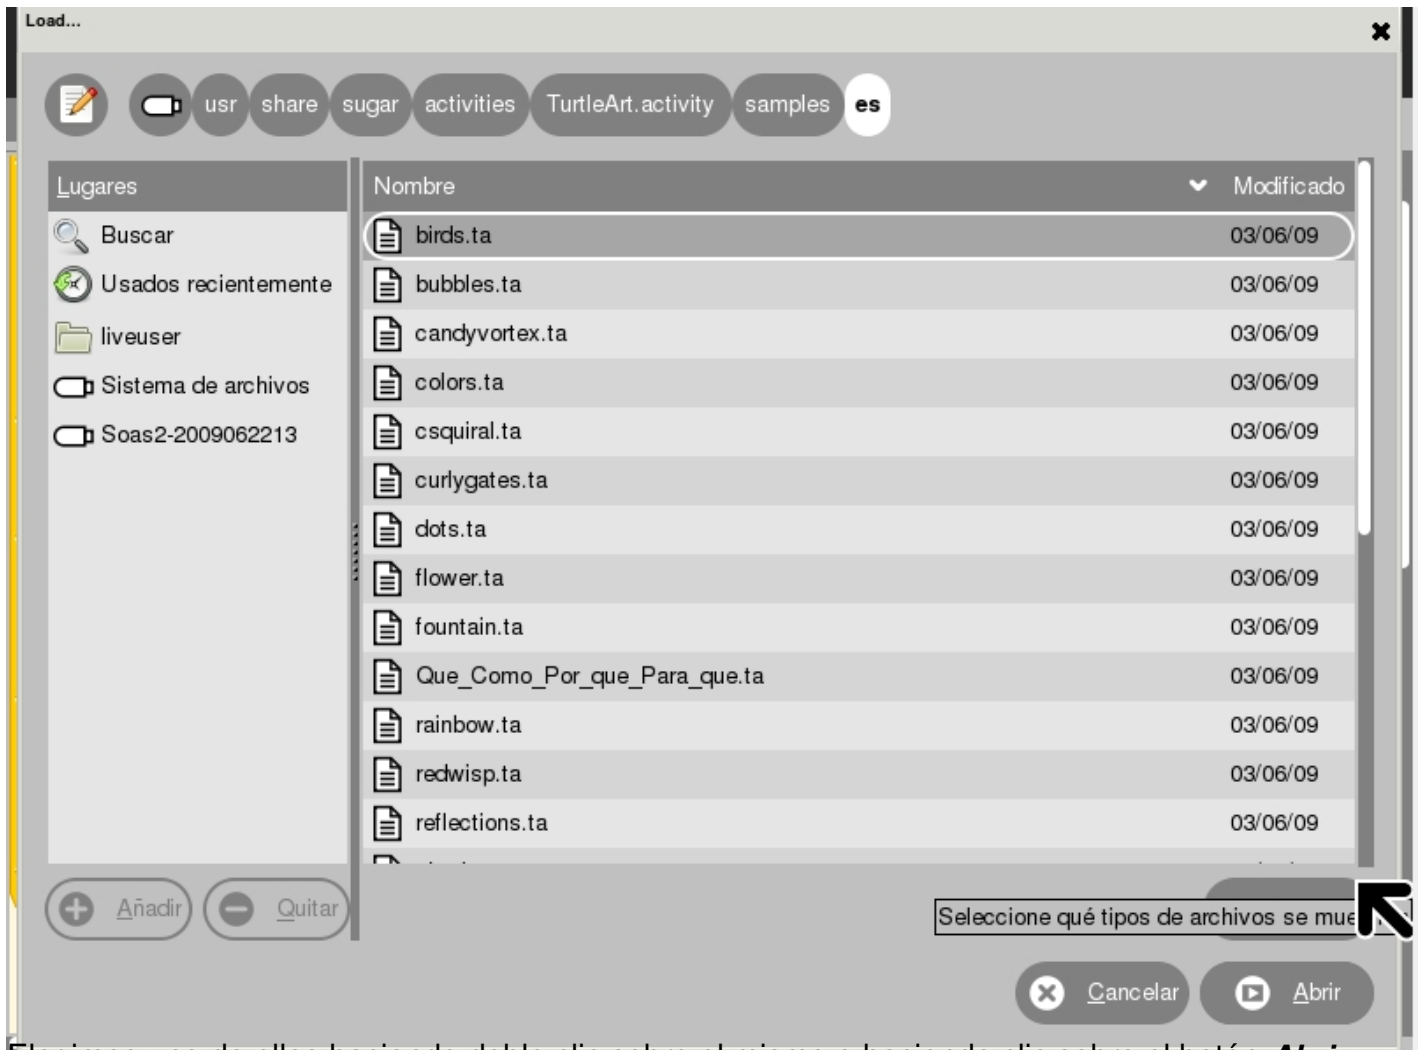 Load...
usr share sugar activities TurtleArt.activity samples es
Lugares
Buscar
Usados recientemente
liveuser
Sistema de archivos
Soas2-2009062213
Añadir Quitar
Nombre Modificado
birds.ta 03/06/09
bubbles.ta 03/06/09
candyvortex.ta 03/06/09
colors.ta 03/06/09
csquiral.ta 03/06/09
curlygates.ta 03/06/09
dots.ta 03/06/09
flower.ta 03/06/09
fountain.ta 03/06/09
Que_Como_Por_que_Para_que.ta 03/06/09
rainbow.ta 03/06/09
redwisp.ta 03/06/09
reflections.ta 03/06/09
Seleccione qué tipos de archivos se
Cancelar Abrir